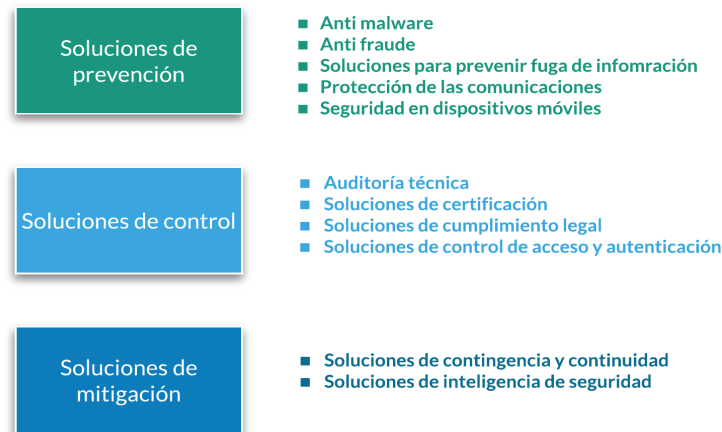 Soluciones de
prevención
Anti malware
Anti fraude
Soluciones para prevenir fuga de infomración
Protección de las comunicaciones
Seguridad en dispositivos móviles
Soluciones de control
Auditoría técnica
Soluciones de certificación
Soluciones de cumplimiento legal
Soluciones de control de acceso y autenticación
Soluciones de
mitigación
Soluciones de contingencia y continuidad
Soluciones de inteligencia de seguridad